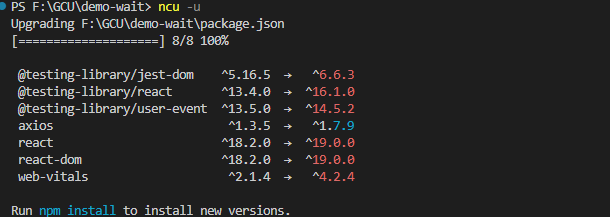 PS F:\GCU\demo-wait> ncu -u
Upgrading F:\GCU\demo-wait\package.json
[====================] 8/8 100%
@testing-library/jest-dom ^5.16.5 → ^6.6.3
@testing-library/react ^13.4.0 → ^16.1.0
@testing-library/user-event ^13.5.0 → ^14.5.2
axios ^1.3.5 → ^1.7.9
react ^18.2.0 → ^19.0.0
react-dom ^18.2.0 → ^19.0.0
web-vitals ^2.1.4 → ^4.2.4
Run npm install to install new versions.